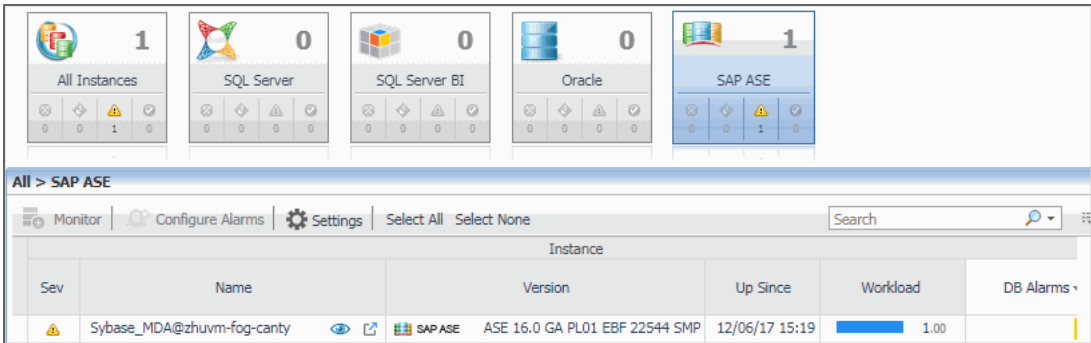 1 0 0 0 1
All Instances SQL Server SQL Server BI Oracle SAP ASE
0 0 1 0 0 0 0 0 0 0 0 0 0 0 0 0 0 0 1 0
All > SAP ASE
Monitor Configure Alarms Settings Select All Select None Search
Instance
Sev Name Version Up Since Workload DB Alarms
Sybase_MDA@zhuvm-fog-canty SAP ASE ASE 16.0 GA PL01 EBF 22544 SMP 12/06/17 15:19 1.00